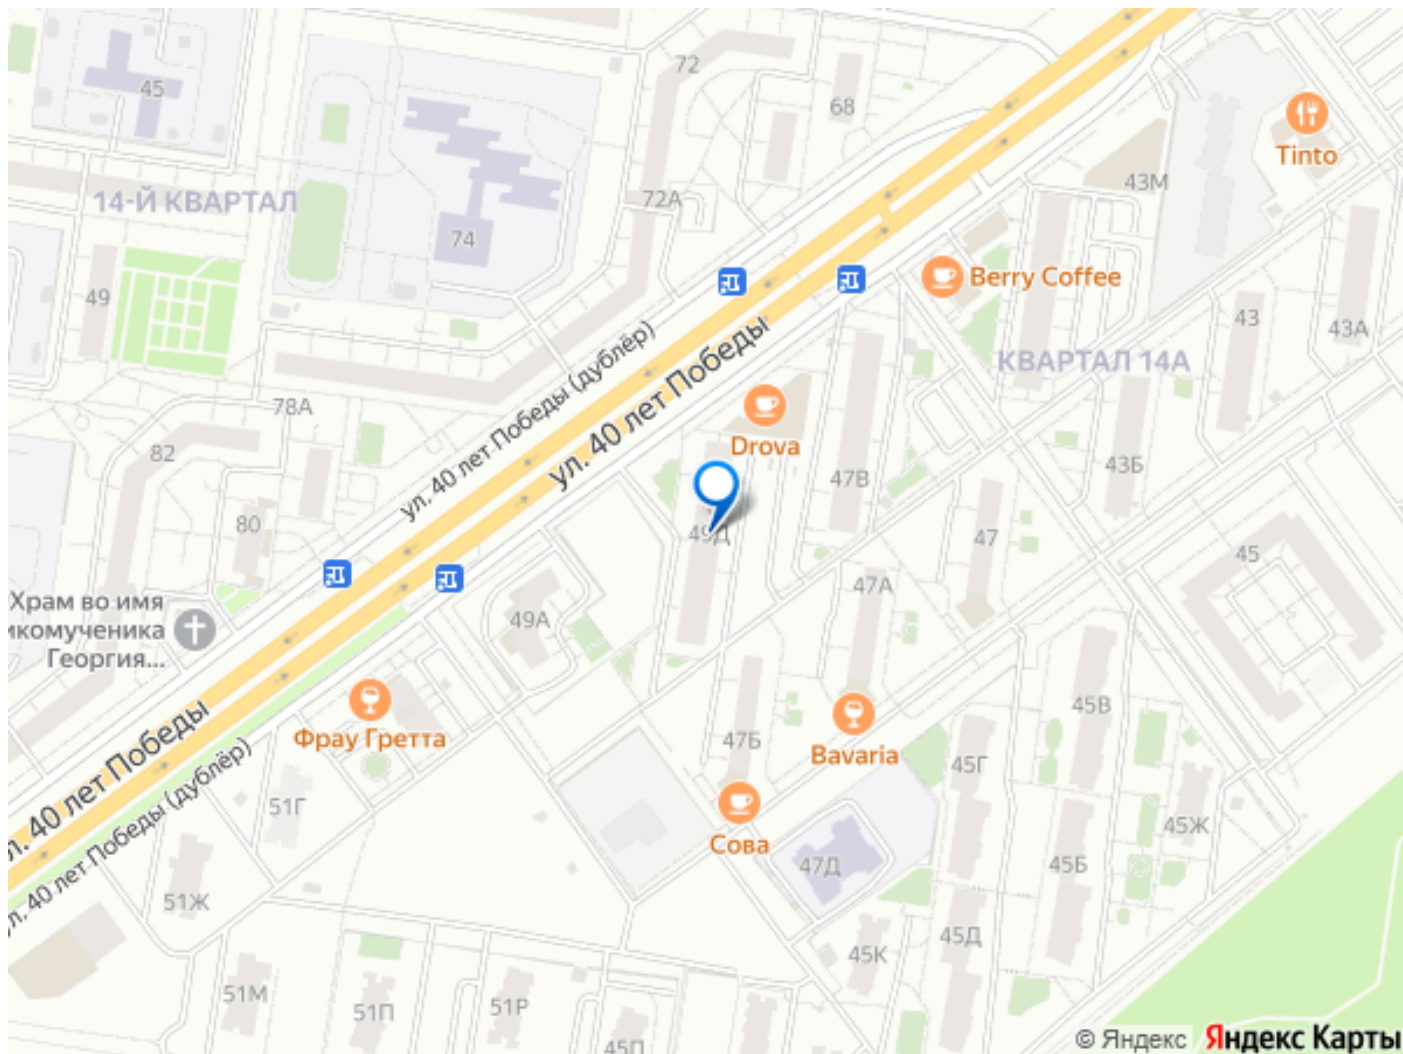 72
45
68
Tinto
43М
14-Й КВАРТАЛ
72А
74
Berry Coffee
49
43
43А
ул. 40 лет Победы (дублёр)
ул. 40 лет Победы
КВАРТАЛ 14А
78А
Drova
82
43Б
47В
80
49Д
47
45
Храм во имя
икомученика
Георгия...
49А
47А
45В
Фрау Гретта
47Б
Bavaria
45Г
л. 40 лет Победы
ул. 40 лет Победы (дублёр)
51Г
45Ж
Сова
47Д
45Б
51Ж
45Д
45К
51М
51П
51Р
45П
© Яндекс Яндекс Карты